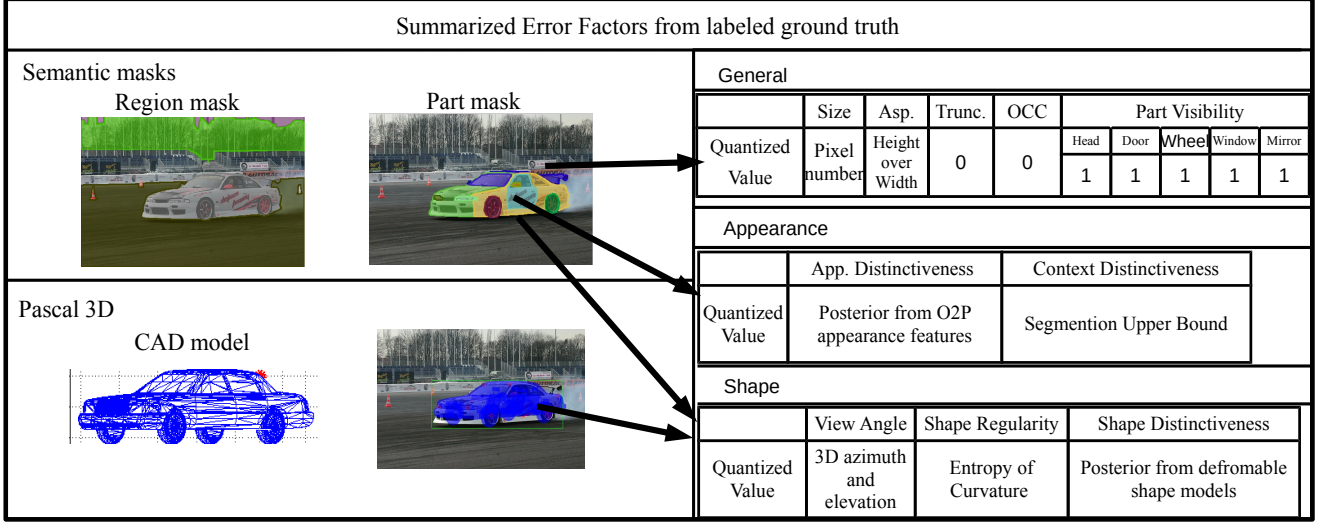 Summarized Error Factors from labeled ground truth
Semantic masks
Region mask
Part mask
Pascal 3D
CAD model
General
Size Asp. Trunc. OCC Part Visibility
Quantized
Value
Pixel
number
Height
over
Width
0
0
Head Door Wheel Window Mirror
1 1 1 1 1
Appearance
App. Distinctiveness Context Distinctiveness
Quantized
Value
Posterior from O2P
appearance features
Segmention Upper Bound
Shape
View Angle Shape Regularity Shape Distinctiveness
Quantized
Value
3D azimuth
and
elevation
Entropy of
Curvature
Posterior from defromable
shape models